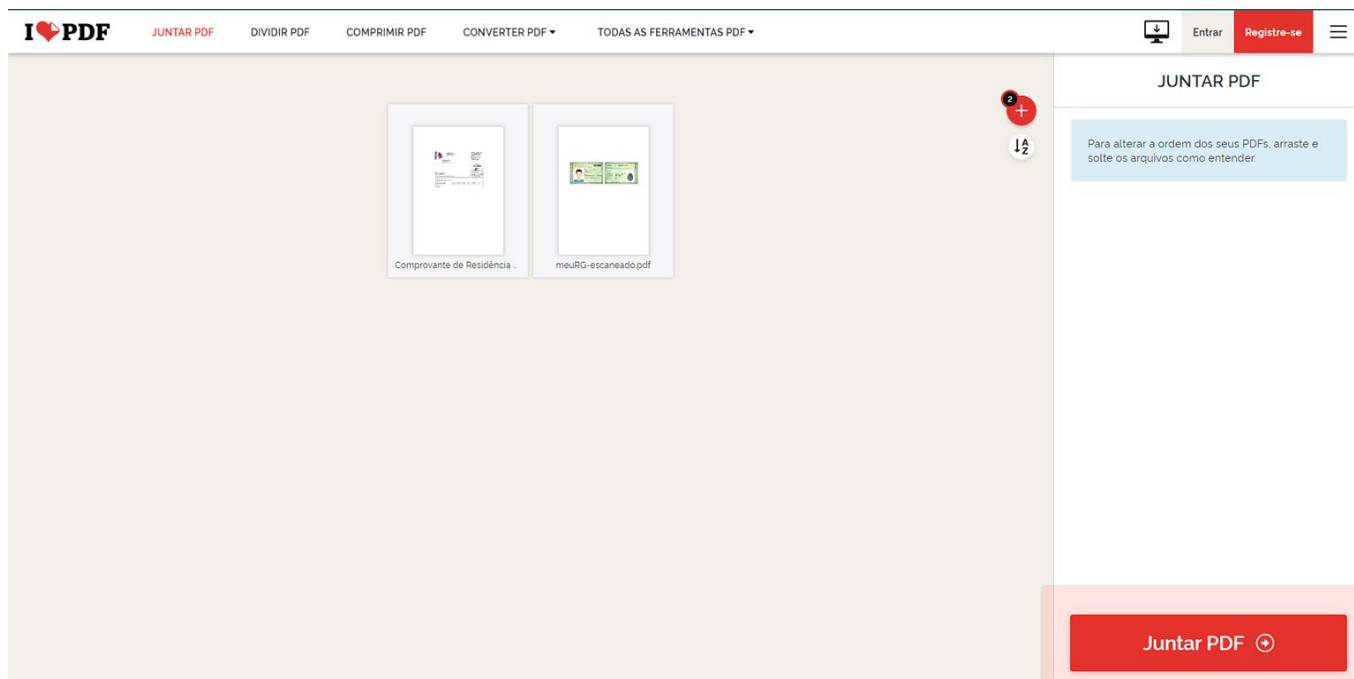 I PDF
JUNTAR PDF
DIVIDIR PDF
COMPRIMIR PDF
CONVERTER PDF
TODAS AS FERRAMENTAS PDF
Entrar
Registre-se
JUNTAR PDF
2
A
Z
Para alterar a ordem dos seus PDFs, arraste e
solte os arquivos como entender.
Comprovante de Residência ..
meuRG-escaneado.pdf
Juntar PDF